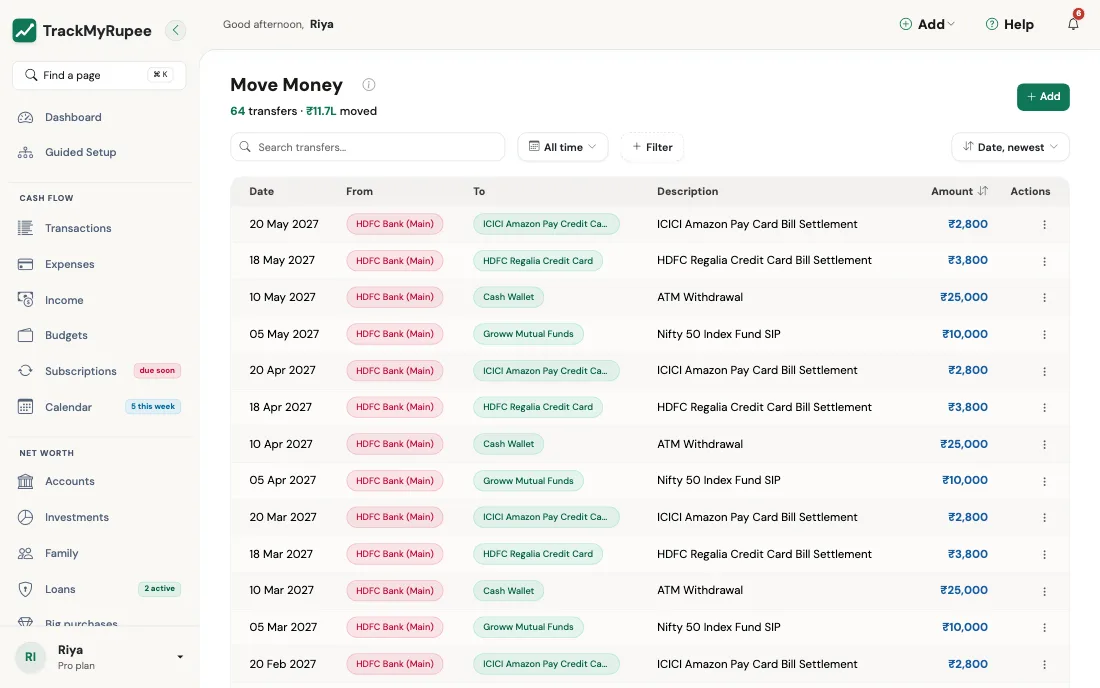 TrackMyRupee
Find a page ⌘ K
Dashboard
Guided Setup
CASH FLOW
Transactions
Expenses
Income
Budgets
Subscriptions due soon
Calendar 5 this week
NET WORTH
Accounts
Investments
Family
Loans 2 active
Big purchases
RI
Riya
Pro plan
Good afternoon, Riya
Add
Help
6
Move Money
64 transfers · ₹11.7L moved
+ Add
Search transfers...
All time
+ Filter
Date, newest
Date From To Description Amount Actions
20 May 2027 HDFC Bank (Main) ICICI Amazon Pay Credit Ca... ICICI Amazon Pay Card Bill Settlement ₹2,800
18 May 2027 HDFC Bank (Main) HDFC Regalia Credit Card HDFC Regalia Credit Card Bill Settlement ₹3,800
10 May 2027 HDFC Bank (Main) Cash Wallet ATM Withdrawal ₹25,000
05 May 2027 HDFC Bank (Main) Groww Mutual Funds Nifty 50 Index Fund SIP ₹10,000
20 Apr 2027 HDFC Bank (Main) ICICI Amazon Pay Credit Ca... ICICI Amazon Pay Card Bill Settlement ₹2,800
18 Apr 2027 HDFC Bank (Main) HDFC Regalia Credit Card HDFC Regalia Credit Card Bill Settlement ₹3,800
10 Apr 2027 HDFC Bank (Main) Cash Wallet ATM Withdrawal ₹25,000
05 Apr 2027 HDFC Bank (Main) Groww Mutual Funds Nifty 50 Index Fund SIP ₹10,000
20 Mar 2027 HDFC Bank (Main) ICICI Amazon Pay Credit Ca... ICICI Amazon Pay Card Bill Settlement ₹2,800
18 Mar 2027 HDFC Bank (Main) HDFC Regalia Credit Card HDFC Regalia Credit Card Bill Settlement ₹3,800
10 Mar 2027 HDFC Bank (Main) Cash Wallet ATM Withdrawal ₹25,000
05 Mar 2027 HDFC Bank (Main) Groww Mutual Funds Nifty 50 Index Fund SIP ₹10,000
20 Feb 2027 HDFC Bank (Main) ICICI Amazon Pay Credit Ca... ICICI Amazon Pay Card Bill Settlement ₹2,800